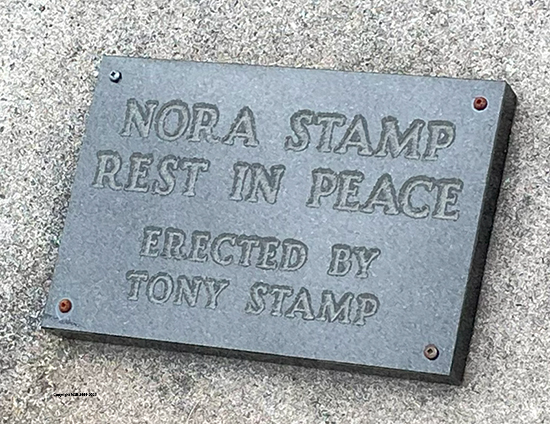 NORA STAMP
REST IN PEACE
ERECTED BY
TONY STAMP